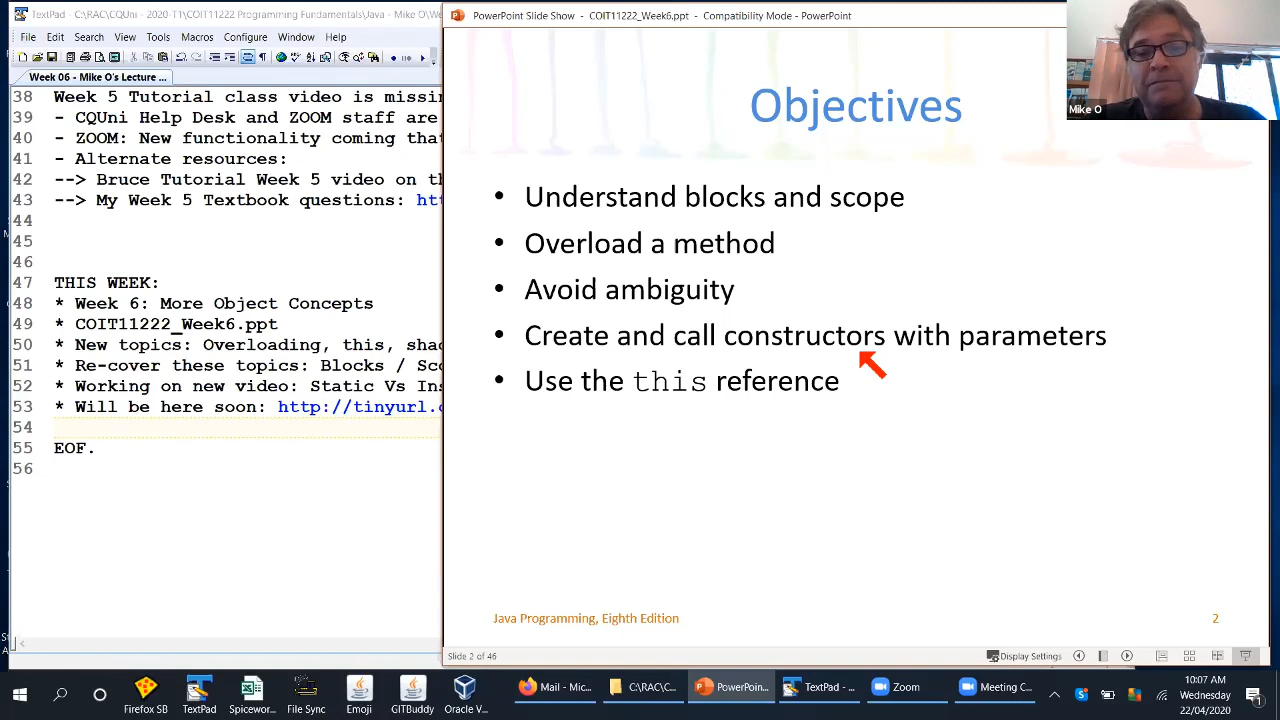 TextPad - C:\RAC\CQUni - 2020-T1\COIT11222 Programming Fundamentals\Java - Mike O\We
File Edit Search View Tools Macros Configure Window Help
Week 06 - Mike O's Lecture ...
38 Week 5 Tutorial class video is missin
39 - CQUni Help Desk and ZOOM staff are
40 - ZOOM: New functionality coming that
41 - Alternate resources:
42 --> Bruce Tutorial Week 5 video on th
43 --> My Week 5 Textbook questions: htt
44
45
46
47 THIS WEEK:
48 * Week 6: More Object Concepts
49 * COIT11222_Week6.ppt
50 * New topics: Overloading, this, shad
51 * Re-cover these topics: Blocks / Sco
52 * Working on new video: Static Vs Ins
53 * Will be here soon: http://tinyurl.c
54
55 EOF.
56
PowerPoint Slide Show - COIT11222_Week6.ppt - Compatibility Mode - PowerPoint
Objectives
• Understand blocks and scope
• Overload a method
• Avoid ambiguity
• Create and call constructors with parameters
• Use the this reference
Java Programming, Eighth Edition
2
Slide 2 of 46
Display Settings
Mike O
Firefox SB
TextPad
Spicewor...
File Sync
Emoji
GITBuddy
Oracle V...
Mail - Mic...
C:\RAC\C...
PowerPoin...
TextPad - ...
Zoom
Meeting C...
10:07 AM
Wednesday
22/04/2020
1